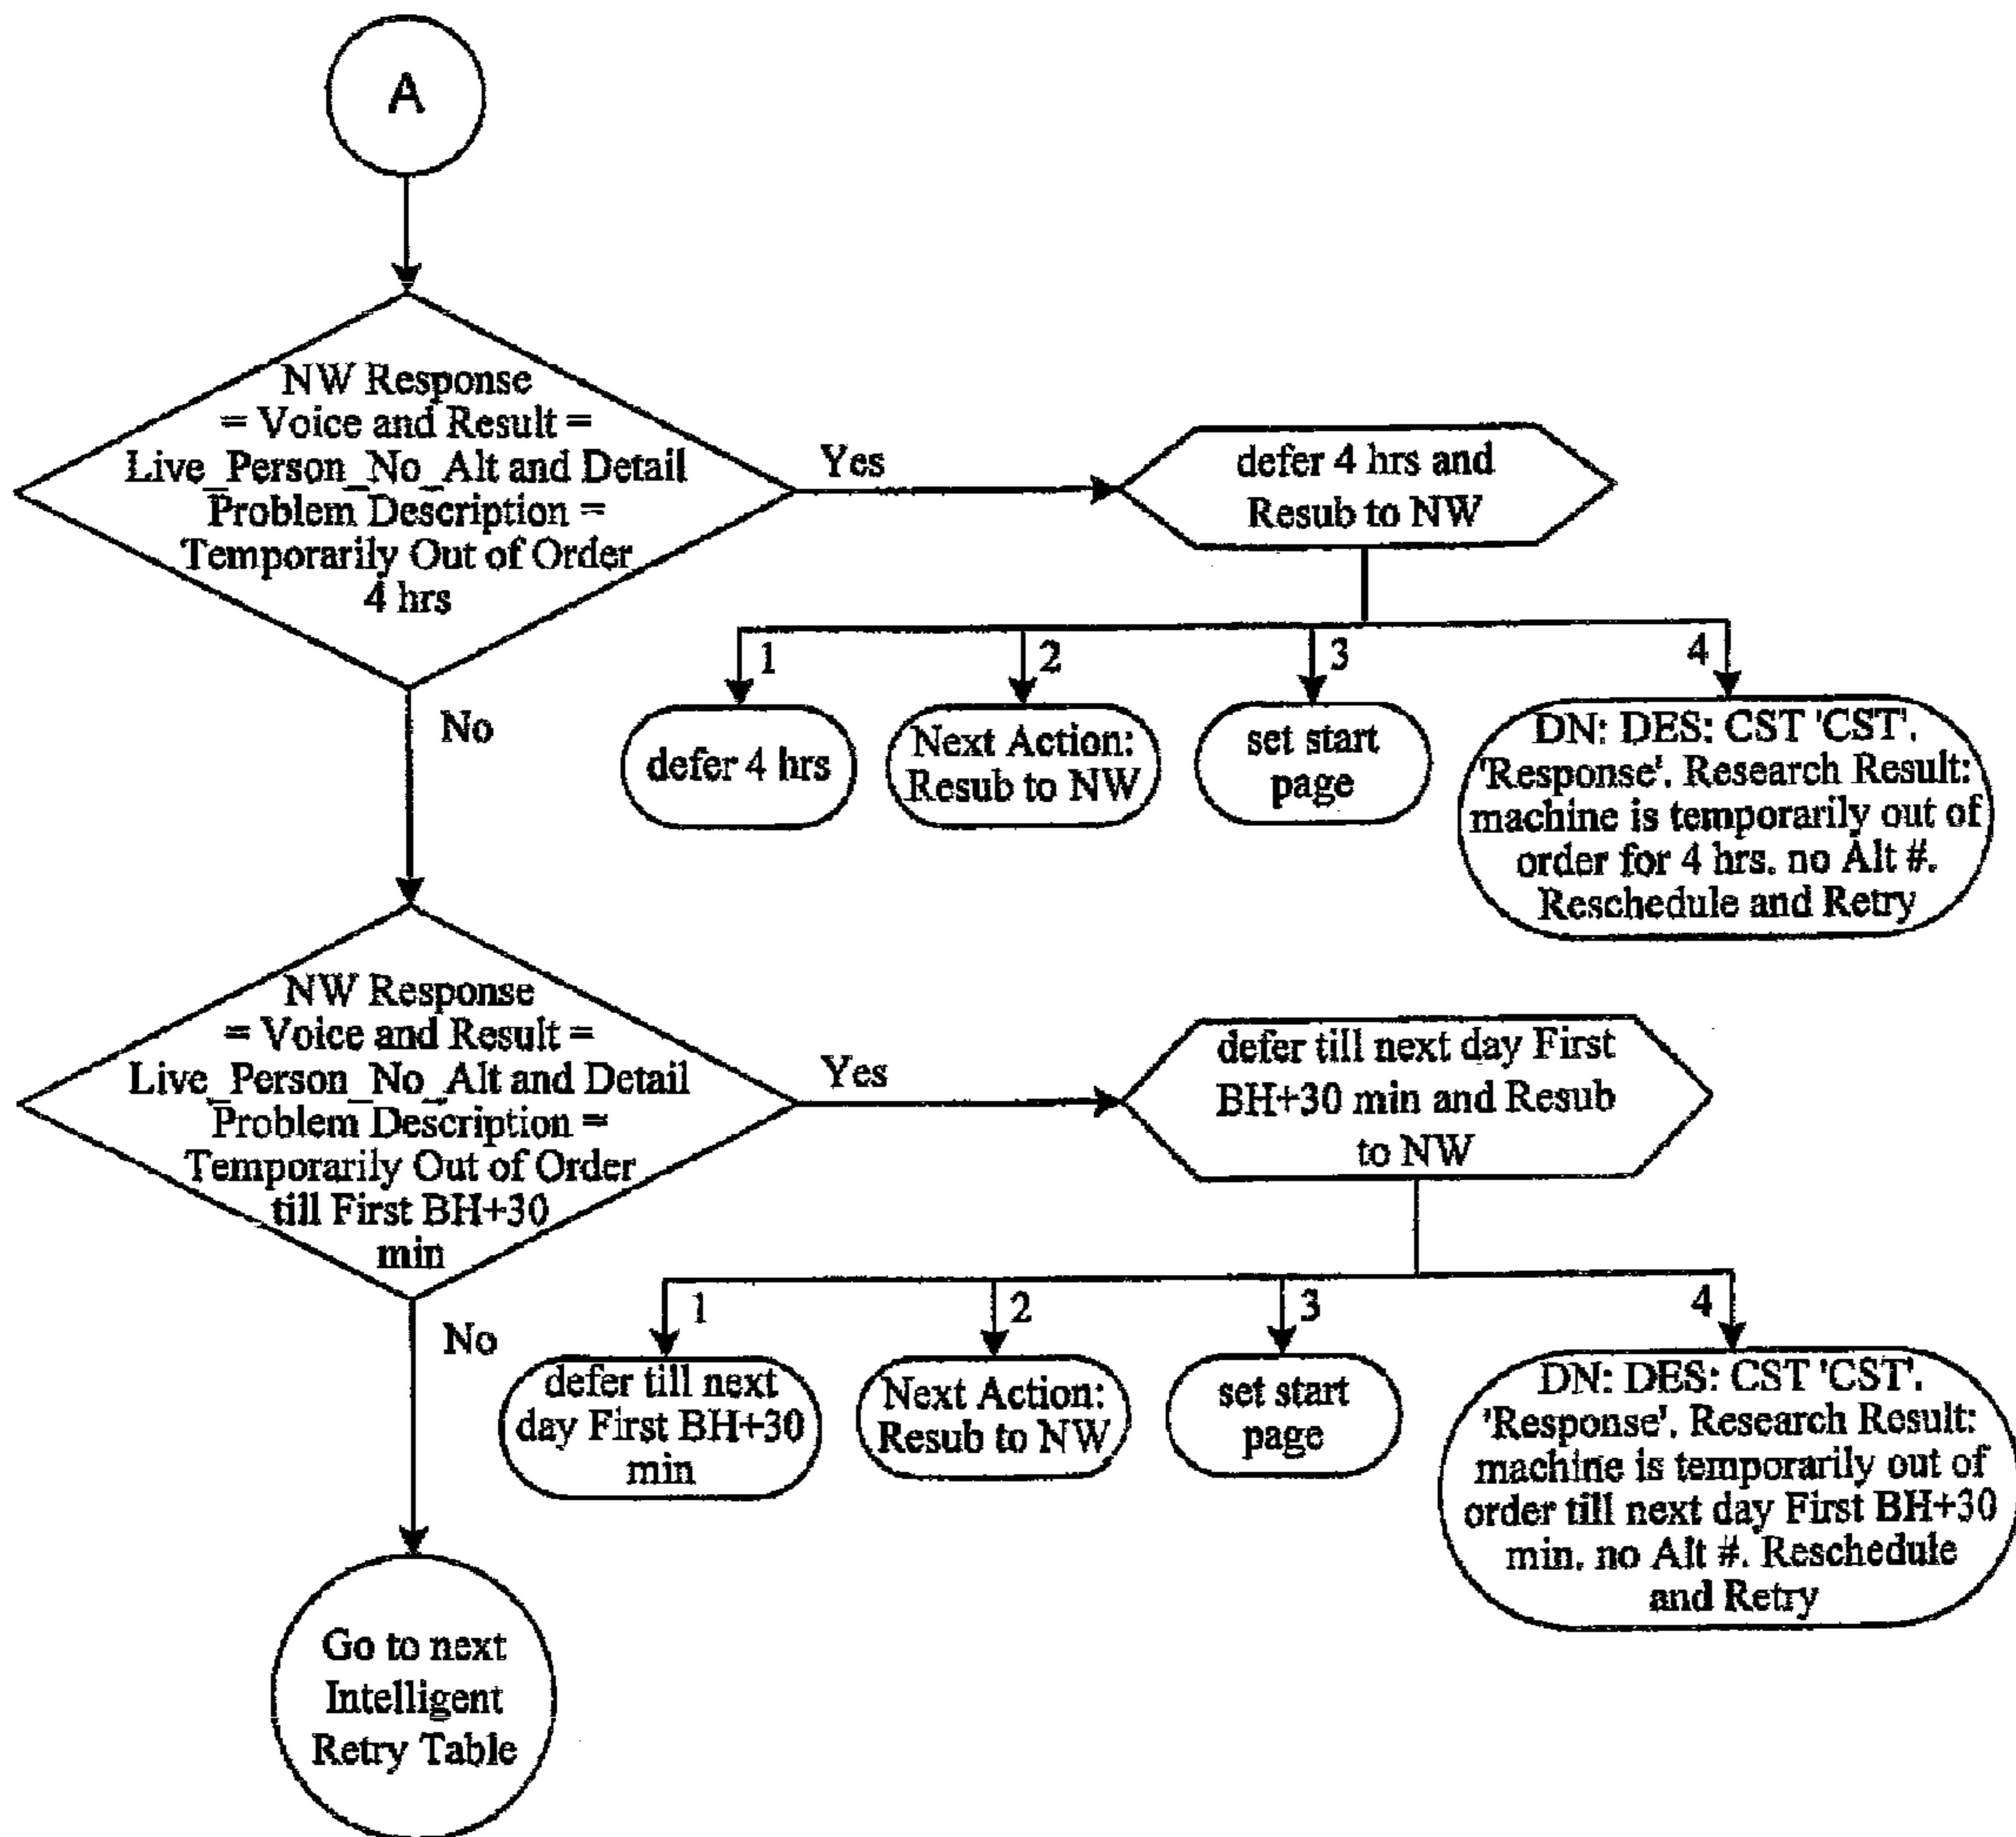 A
NW Response
= Voice and Result =
Live_Person_No_Alt and Detail
Problem Description =
Temporarily Out of Order
4 hrs
Yes
defer 4 hrs and
Resub to NW
1
2
3
4
No
defer 4 hrs
Next Action:
Resub to NW
set start
page
DN: DES: CST 'CST'.
'Response'. Research Result:
machine is temporarily out of
order for 4 hrs. no Alt #.
Reschedule and Retry
NW Response
= Voice and Result =
Live_Person_No_Alt and Detail
Problem Description =
Temporarily Out of Order
till First BH+30
min
Yes
defer till next day First
BH+30 min and Resub
to NW
1
2
3
4
No
defer till next
day First BH+30
min
Next Action:
Resub to NW
set start
page
DN: DES: CST 'CST'.
'Response'. Research Result:
machine is temporarily out of
order till next day First BH+30
min. no Alt #. Reschedule
and Retry
Go to next
Intelligent
Retry Table